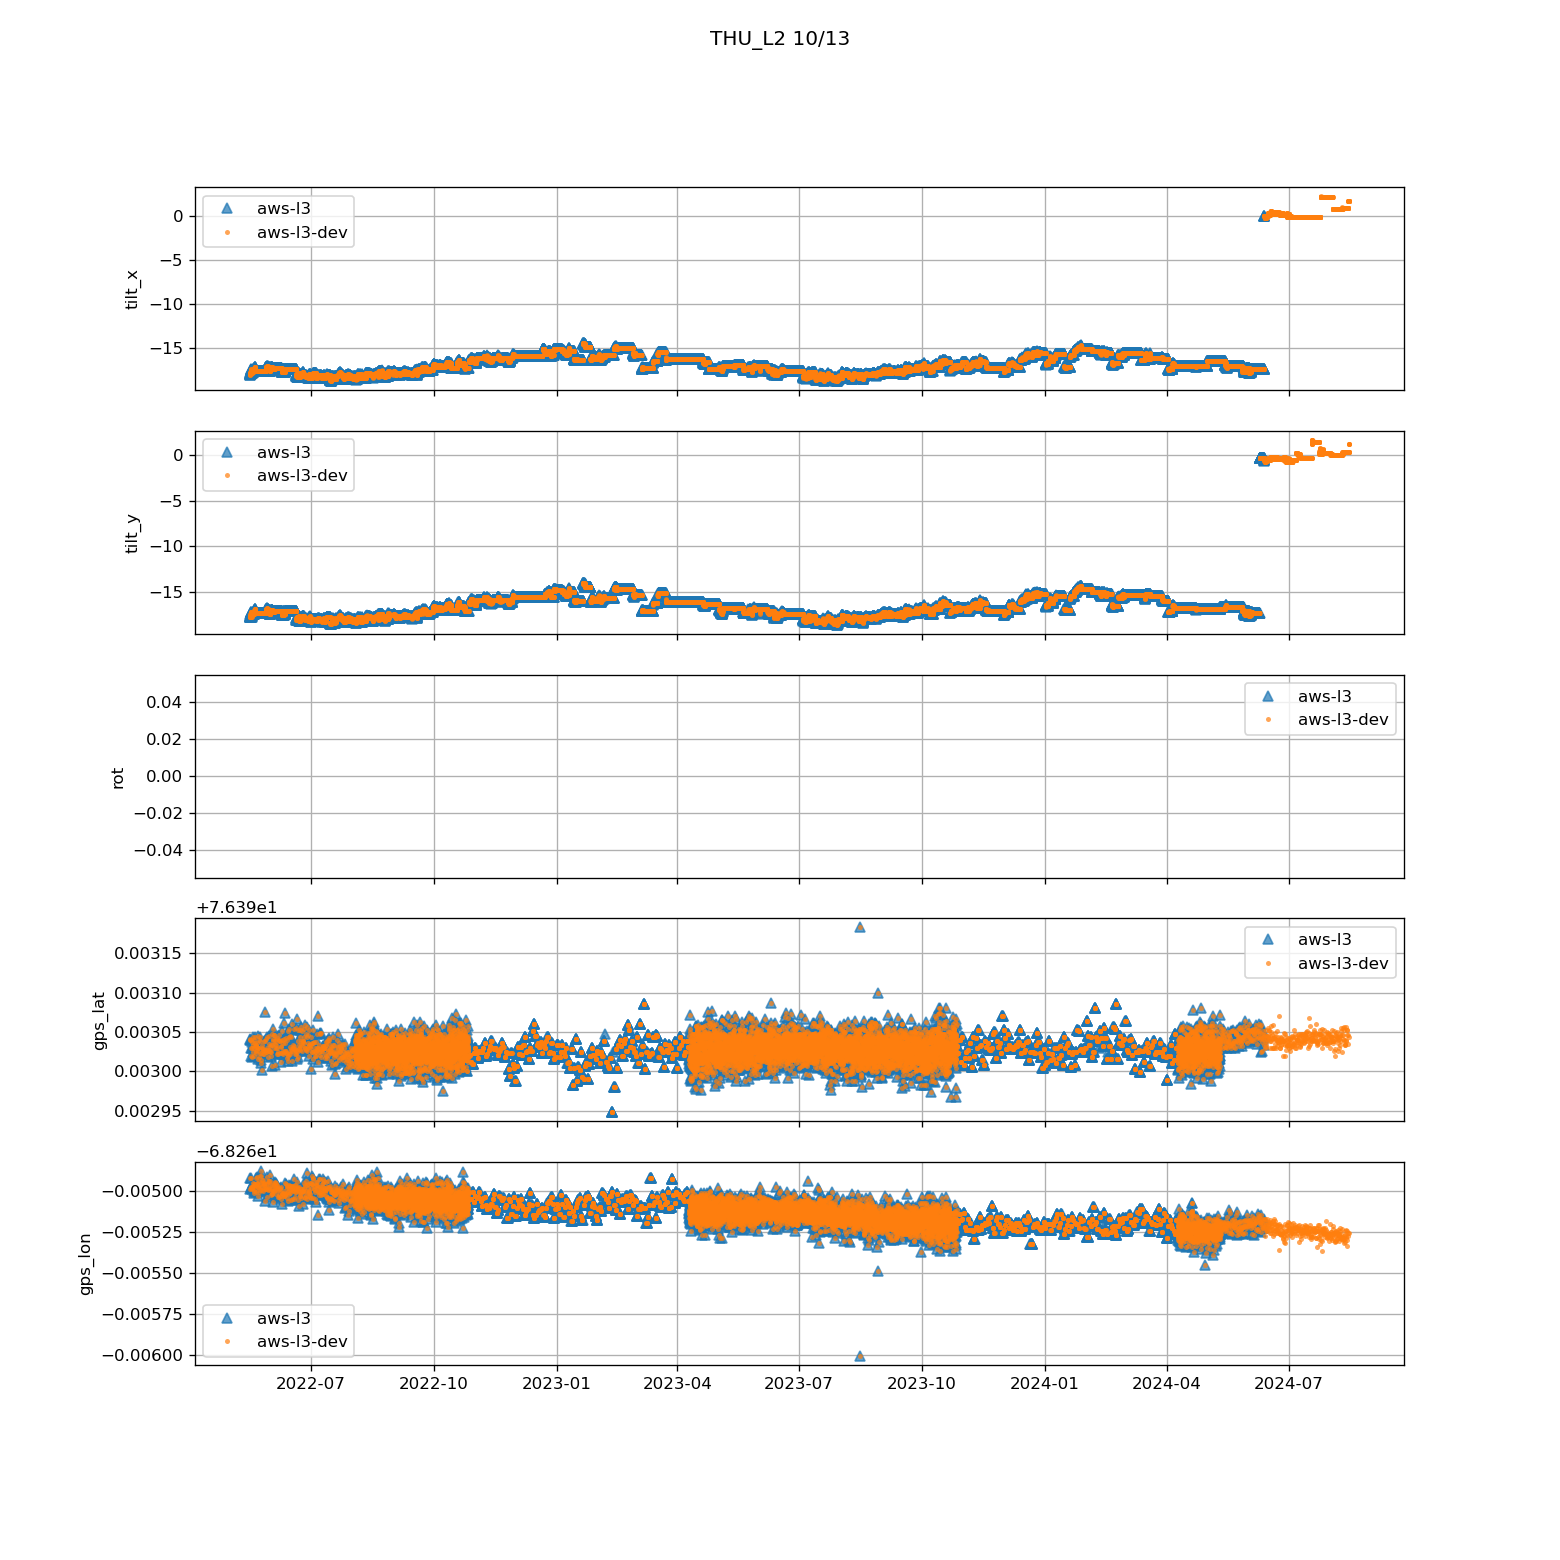 THU_L2 10/13
aws-l3
aws-l3-dev
tilt_x
0
−5
−10
−15
aws-l3
aws-l3-dev
tilt_y
0
−5
−10
−15
aws-l3
aws-l3-dev
rot
0.04
0.02
0.00
−0.02
−0.04
+7.639e1
aws-l3
aws-l3-dev
gps_lat
0.00315
0.00310
0.00305
0.00300
0.00295
−6.826e1
gps_lon
−0.00500
−0.00525
−0.00550
−0.00575
−0.00600
aws-l3
aws-l3-dev
2022-07 2022-10 2023-01 2023-04 2023-07 2023-10 2024-01 2024-04 2024-07